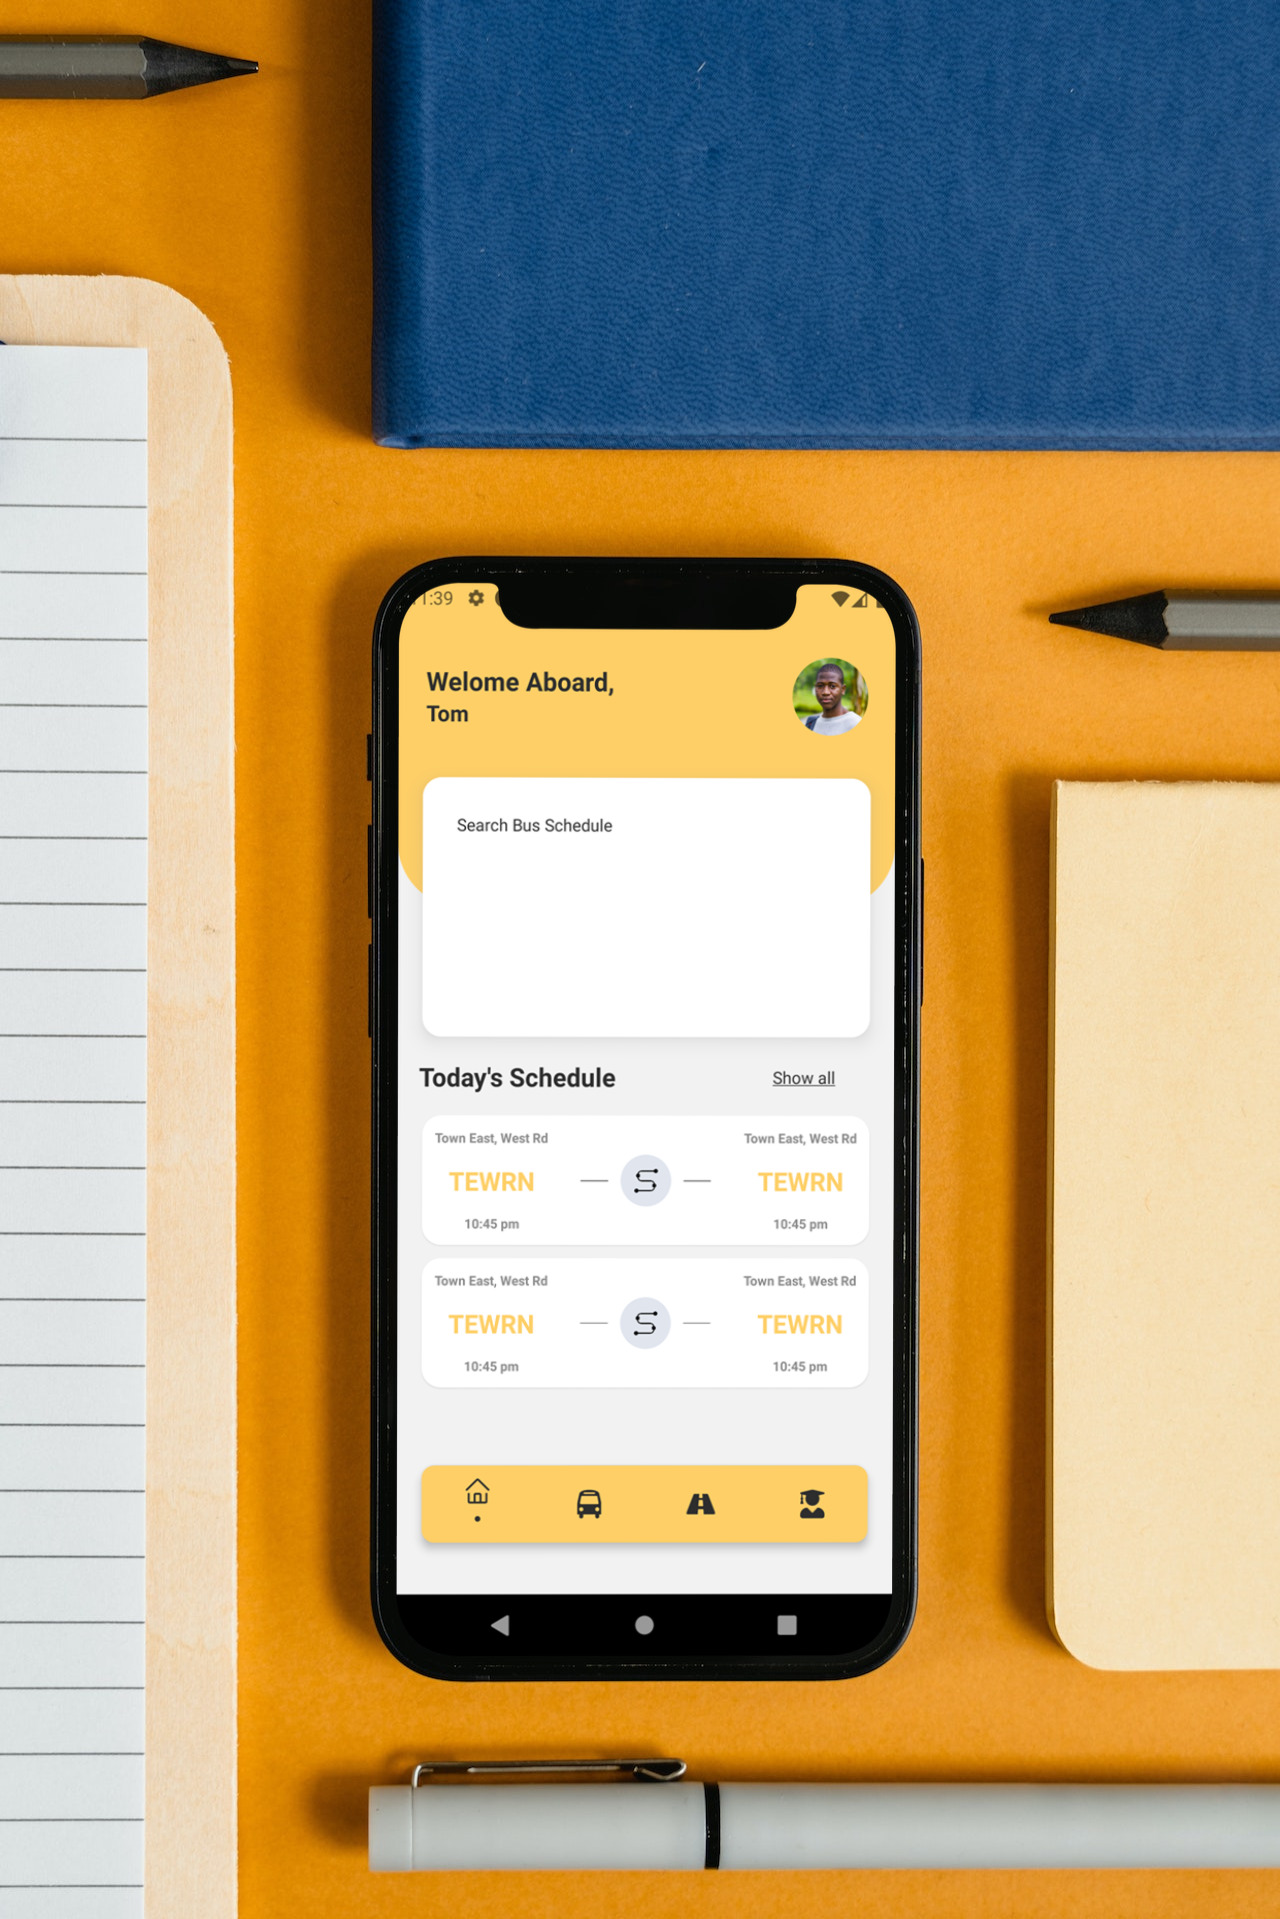 1:39
Welome Aboard,
Tom
Search Bus Schedule
Today's Schedule
Show all
Town East, West Rd
Town East, West Rd
TEWRN
TEWRN
10:45 pm
10:45 pm
Town East, West Rd
Town East, West Rd
TEWRN
TEWRN
10:45 pm
10:45 pm